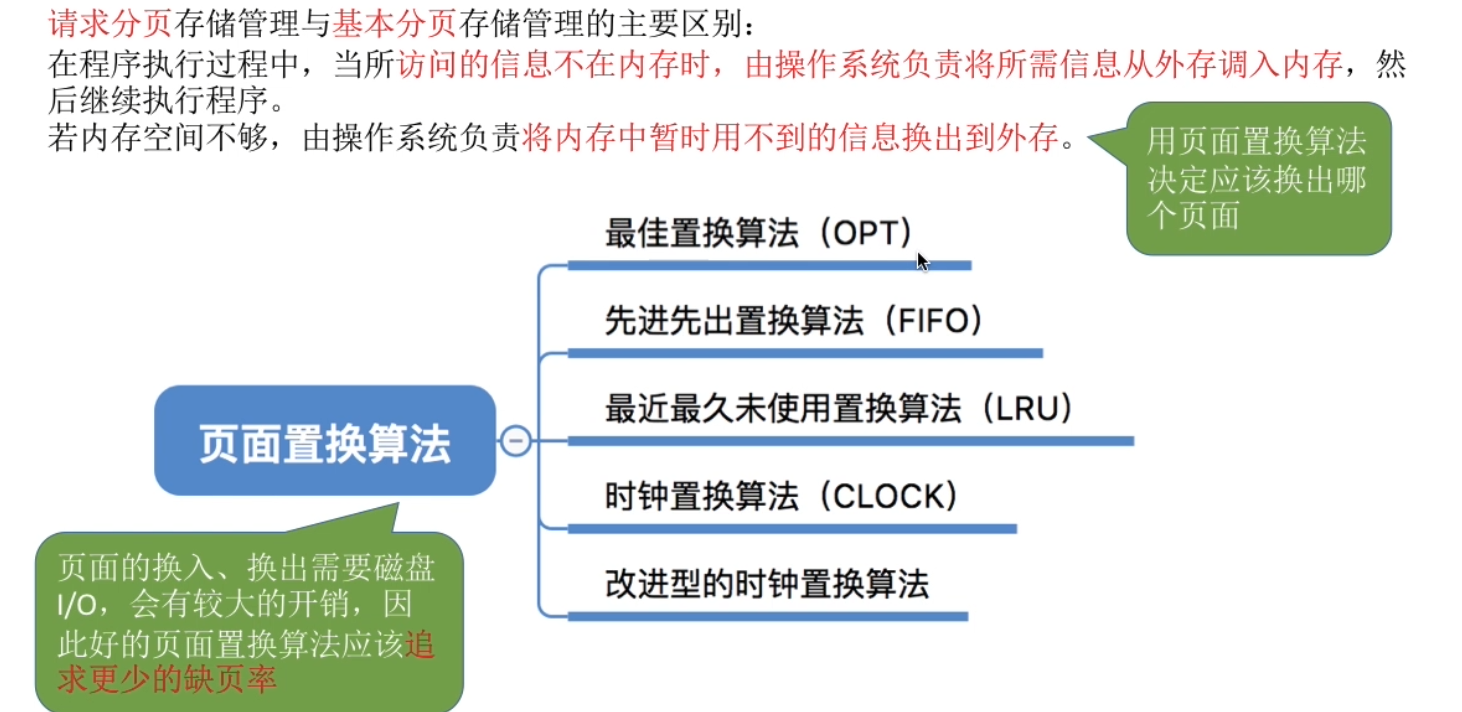 请求分页存储管理与基本分页存储管理的主要区别：
在程序执行过程中，当所访问的信息不在内存时，由操作系统负责将所需信息从外存调入内存，然
后继续执行程序。
若内存空间不够，由操作系统负责将内存中暂时用不到的信息换出到外存。
用页面置换算法
决定应该换出哪
个页面
最佳置换算法（OPT）
先进先出置换算法（FIFO）
最近最久未使用置换算法（LRU）
页面置换算法
时钟置换算法（CLOCK）
改进型的时钟置换算法
页面的换入、换出需要磁盘
I/O，会有较大的开销，因
此好的页面置换算法应该追
求更少的缺页率